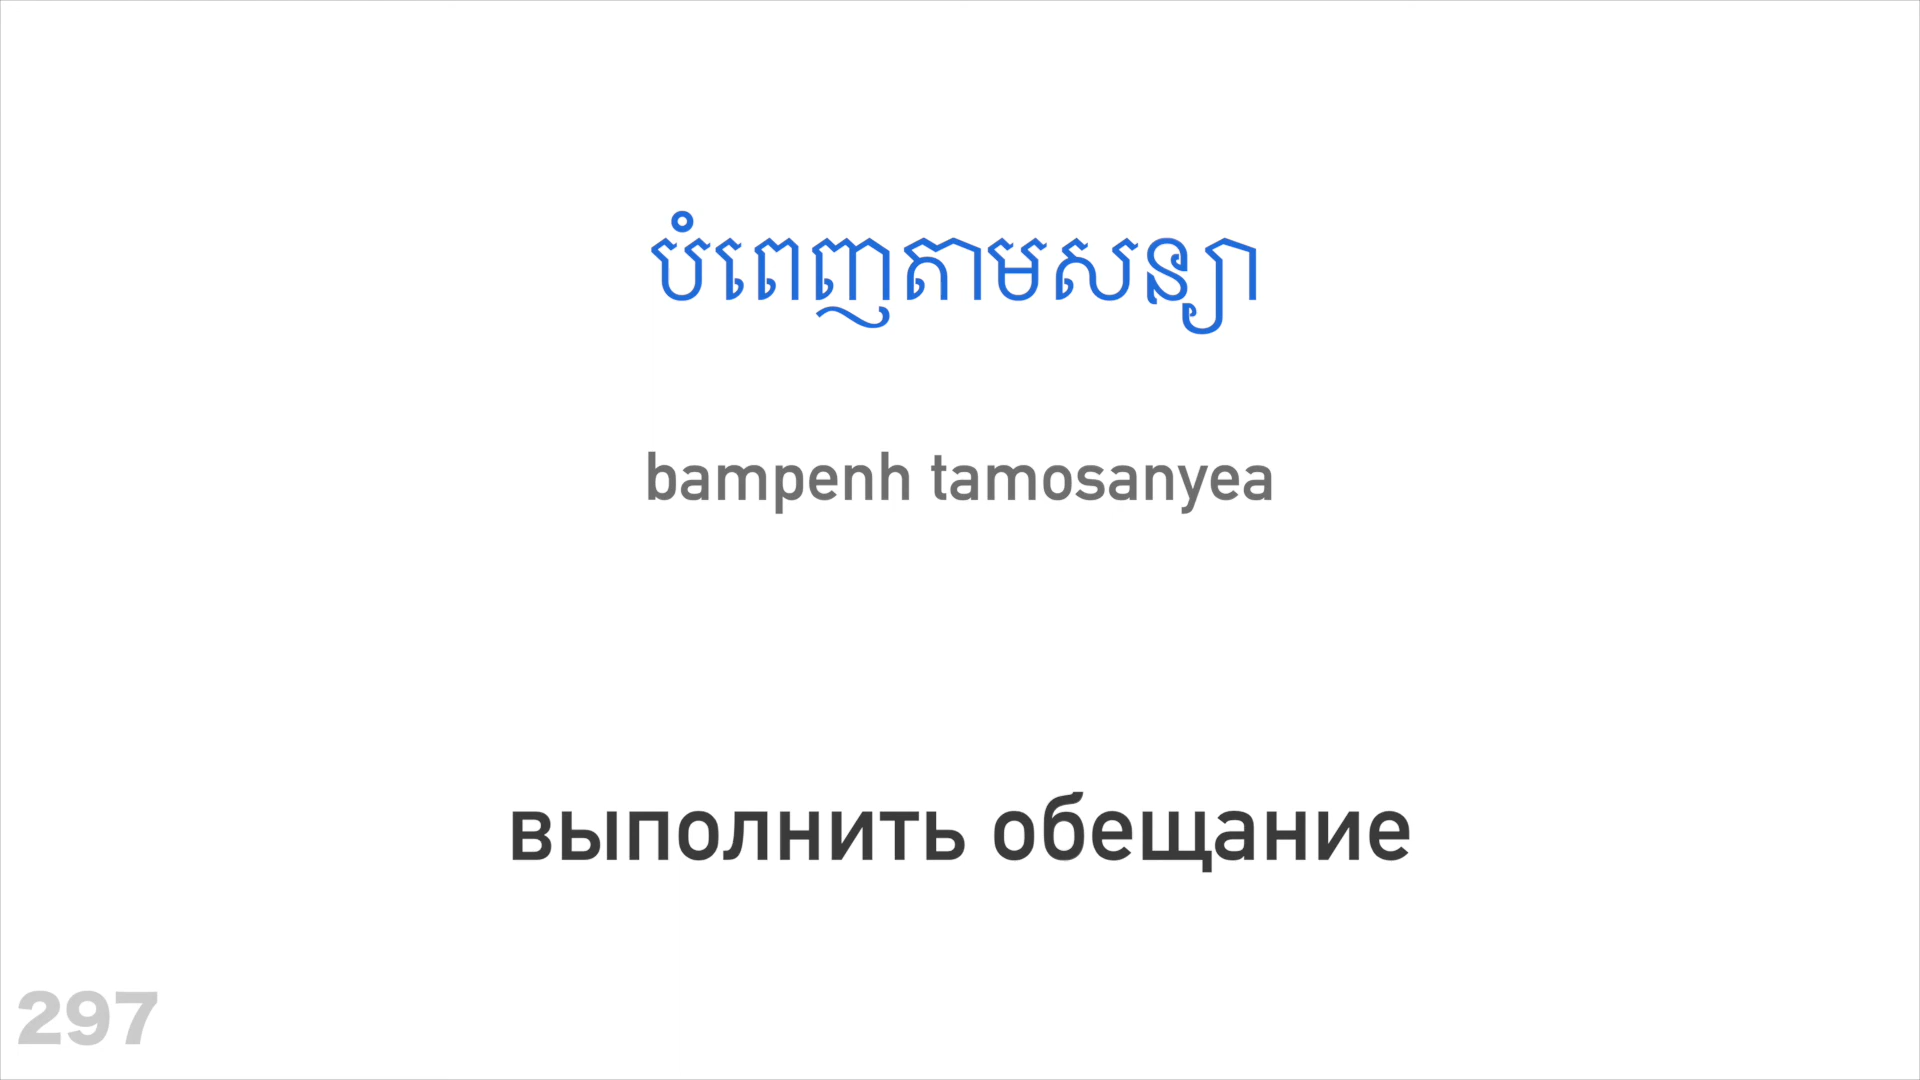 បំពេញតាមសន្យា
bampenh tamosanyea
выполнить обещание
297